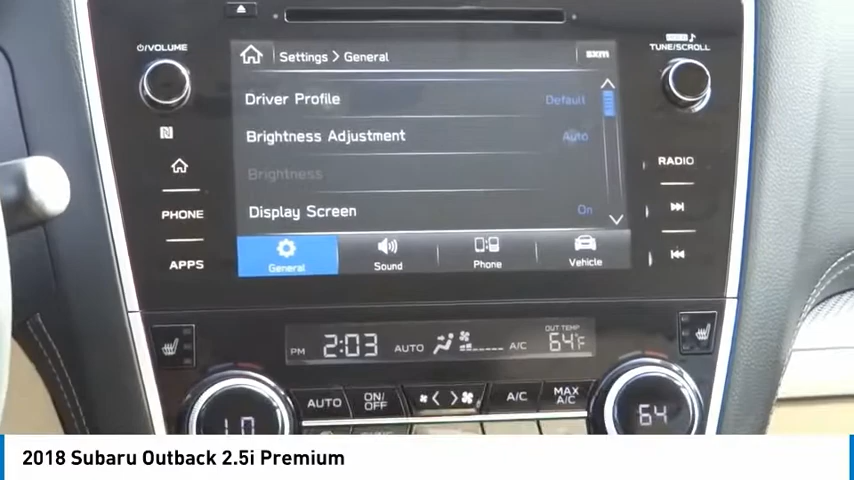 VOLUME
TUNE/SCROLL
Settings > General
sxm
Driver Profile
Default
Brightness Adjustment
Auto
Brightness
Display Screen
On
General
Sound
Phone
Vehicle
PHONE
APPS
RADIO
PM 2:03 AUTO A/C
OUT TEMP
64°F
AUTO
ON/OFF
A/C
MAX A/C
LO
64
2018 Subaru Outback 2.5i Premium